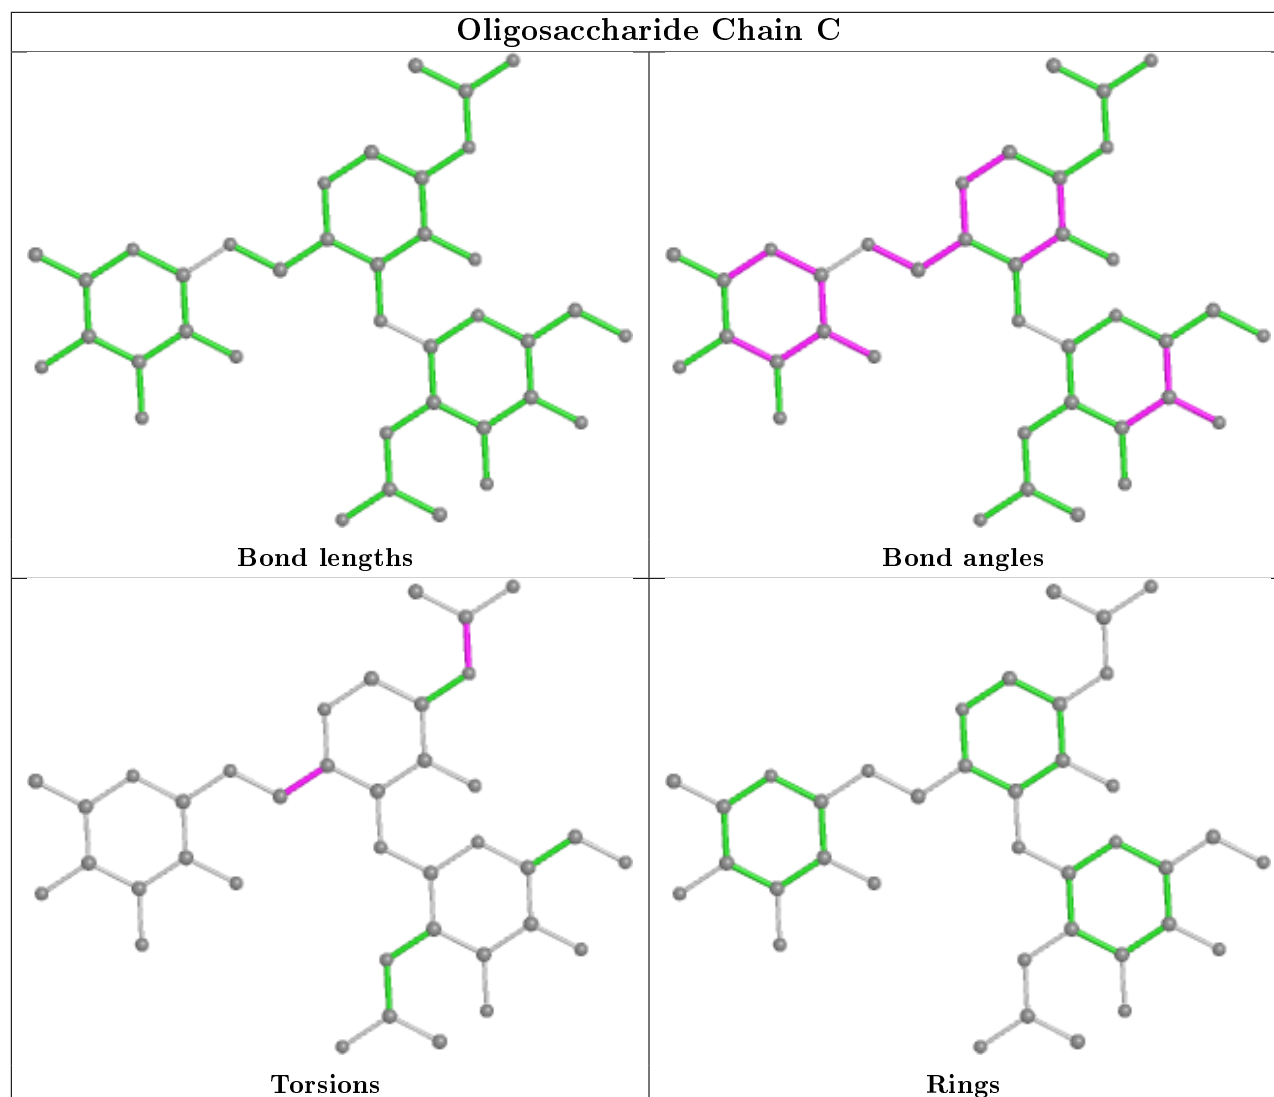 Oligosaccharide Chain C
Bond lengths
Bond angles
Torsions
Rings